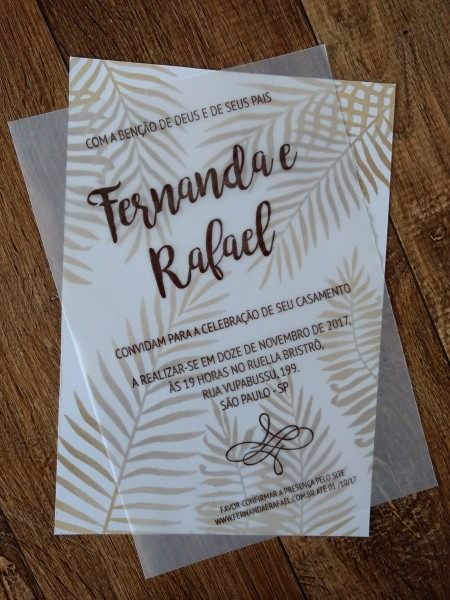 COM A BENÇÃO DE DEUS E DE SEUS PAIS
Fernanda e
Rafael
CONVIDAM PARA A CELEBRAÇÃO DE SEU CASAMENTO
A REALIZAR-SE EM DOZE DE NOVEMBRO DE 2017,
ÀS 19 HORAS NO RUELLA BRISTRÔ,
RUA VUPABUSSU, 199.
SÃO PAULO - SP
FAVOR CONFIRMAR A PRESENÇA PELO SITE
WWW.FERNANDAERAFAEL.COM.BR ATÉ 01 /10/17